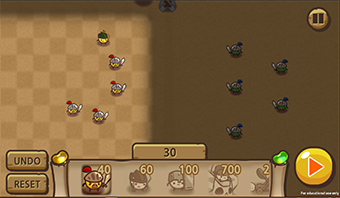 30
UNDO
RESET
40 60 100 700 2
For educational use only